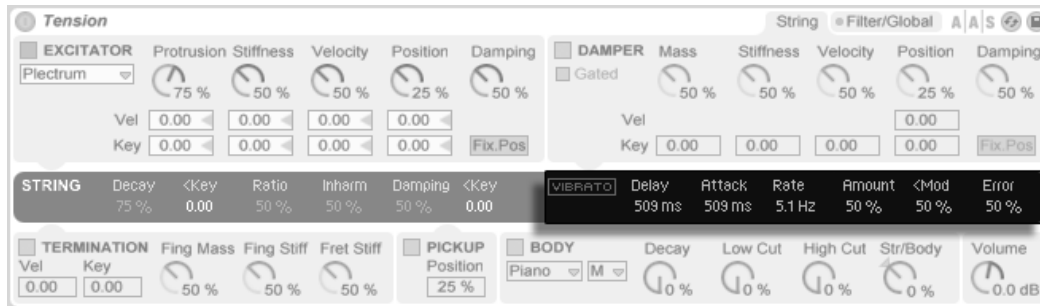 Tension String Filter/Global A A S
EXCITATOR Protrusion Stiffness Velocity Position Damping
Plectrum
75 % 50 % 50 % 25 % 50 %
Vel 0.00 0.00 0.00 0.00
Key 0.00 0.00 0.00 0.00 Fix.Pos
DAMPER Mass Stiffness Velocity Position Damping
Gated
50 % 50 % 50 % 25 % 50 %
Vel 0.00
Key 0.00 0.00 0.00 0.00 Fix.Pos
STRING Decay <Key Ratio Inharm Damping <Key
75 % 0.00 50 % 50 % 50 % 0.00
VIBRATO Delay Attack Rate Amount <Mod Error
509 ms 509 ms 5.1 Hz 50 % 50 % 50 %
TERMINATION Fing Mass Fing Stiff Fret Stiff
Vel Key
0.00 0.00 50 % 50 % 50 %
PICKUP
Position
25 %
BODY Decay Low Cut High Cut Str/Body
Piano M
0 % 0 % 0 % 0 %
Volume
0.0 dB